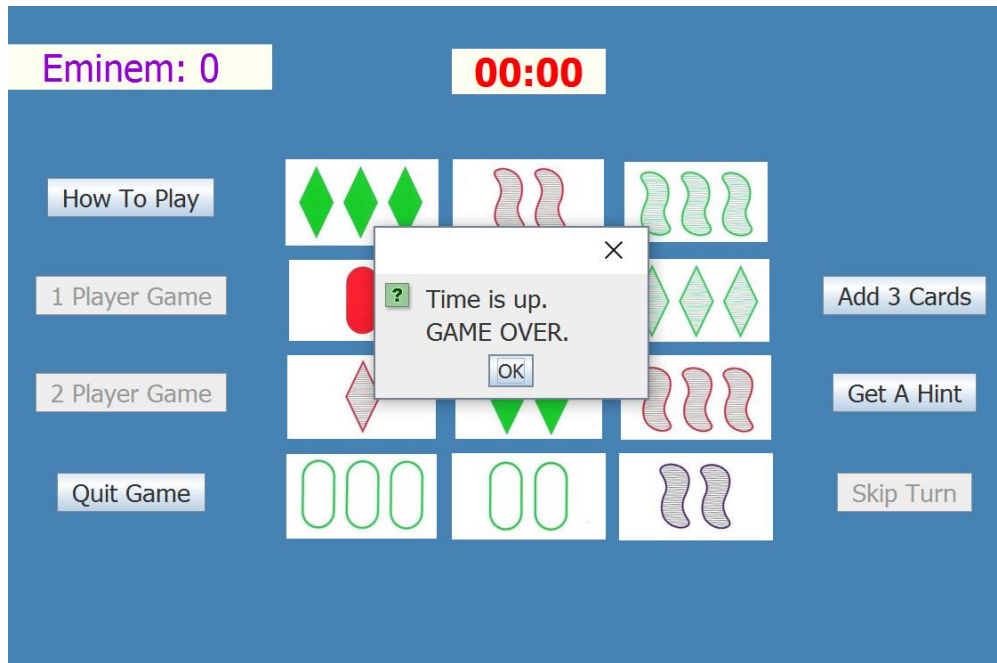 Eminem: 0
00:00
How To Play
1 Player Game
2 Player Game
Quit Game
?
Time is up.
GAME OVER.
OK
Add 3 Cards
Get A Hint
Skip Turn